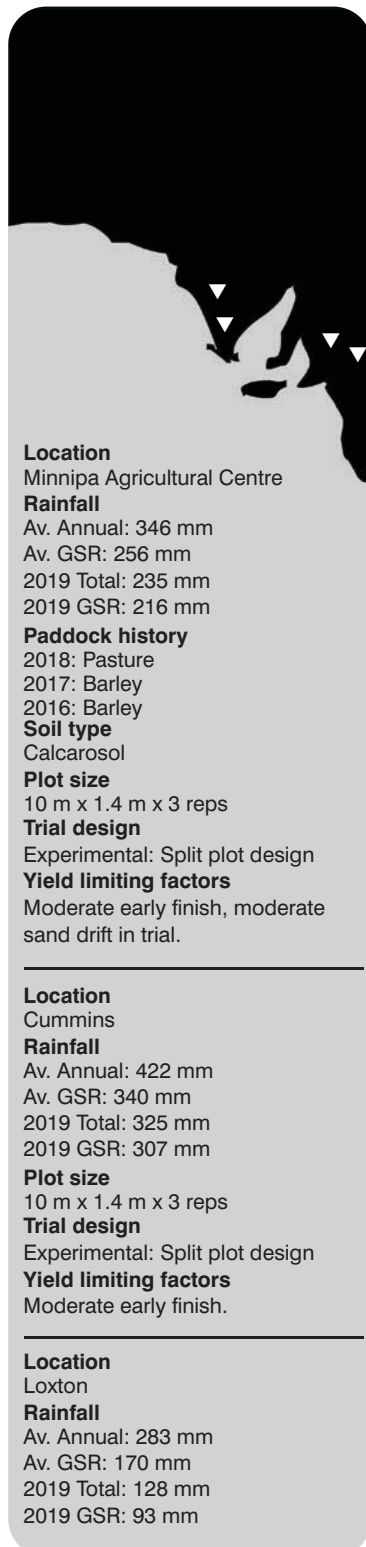 Location
Minnipa Agricultural Centre
Rainfall
Av. Annual: 346 mm
Av. GSR: 256 mm
2019 Total: 235 mm
2019 GSR: 216 mm
Paddock history
2018: Pasture
2017: Barley
2016: Barley
Soil type
Calcarosol
Plot size
10 m x 1.4 m x 3 reps
Trial design
Experimental: Split plot design
Yield limiting factors
Moderate early finish, moderate
sand drift in trial.
Location
Cummins
Rainfall
Av. Annual: 422 mm
Av. GSR: 340 mm
2019 Total: 325 mm
2019 GSR: 307 mm
Plot size
10 m x 1.4 m x 3 reps
Trial design
Experimental: Split plot design
Yield limiting factors
Moderate early finish.
Location
Loxton
Rainfall
Av. Annual: 283 mm
Av. GSR: 170 mm
2019 Total: 128 mm
2019 GSR: 93 mm